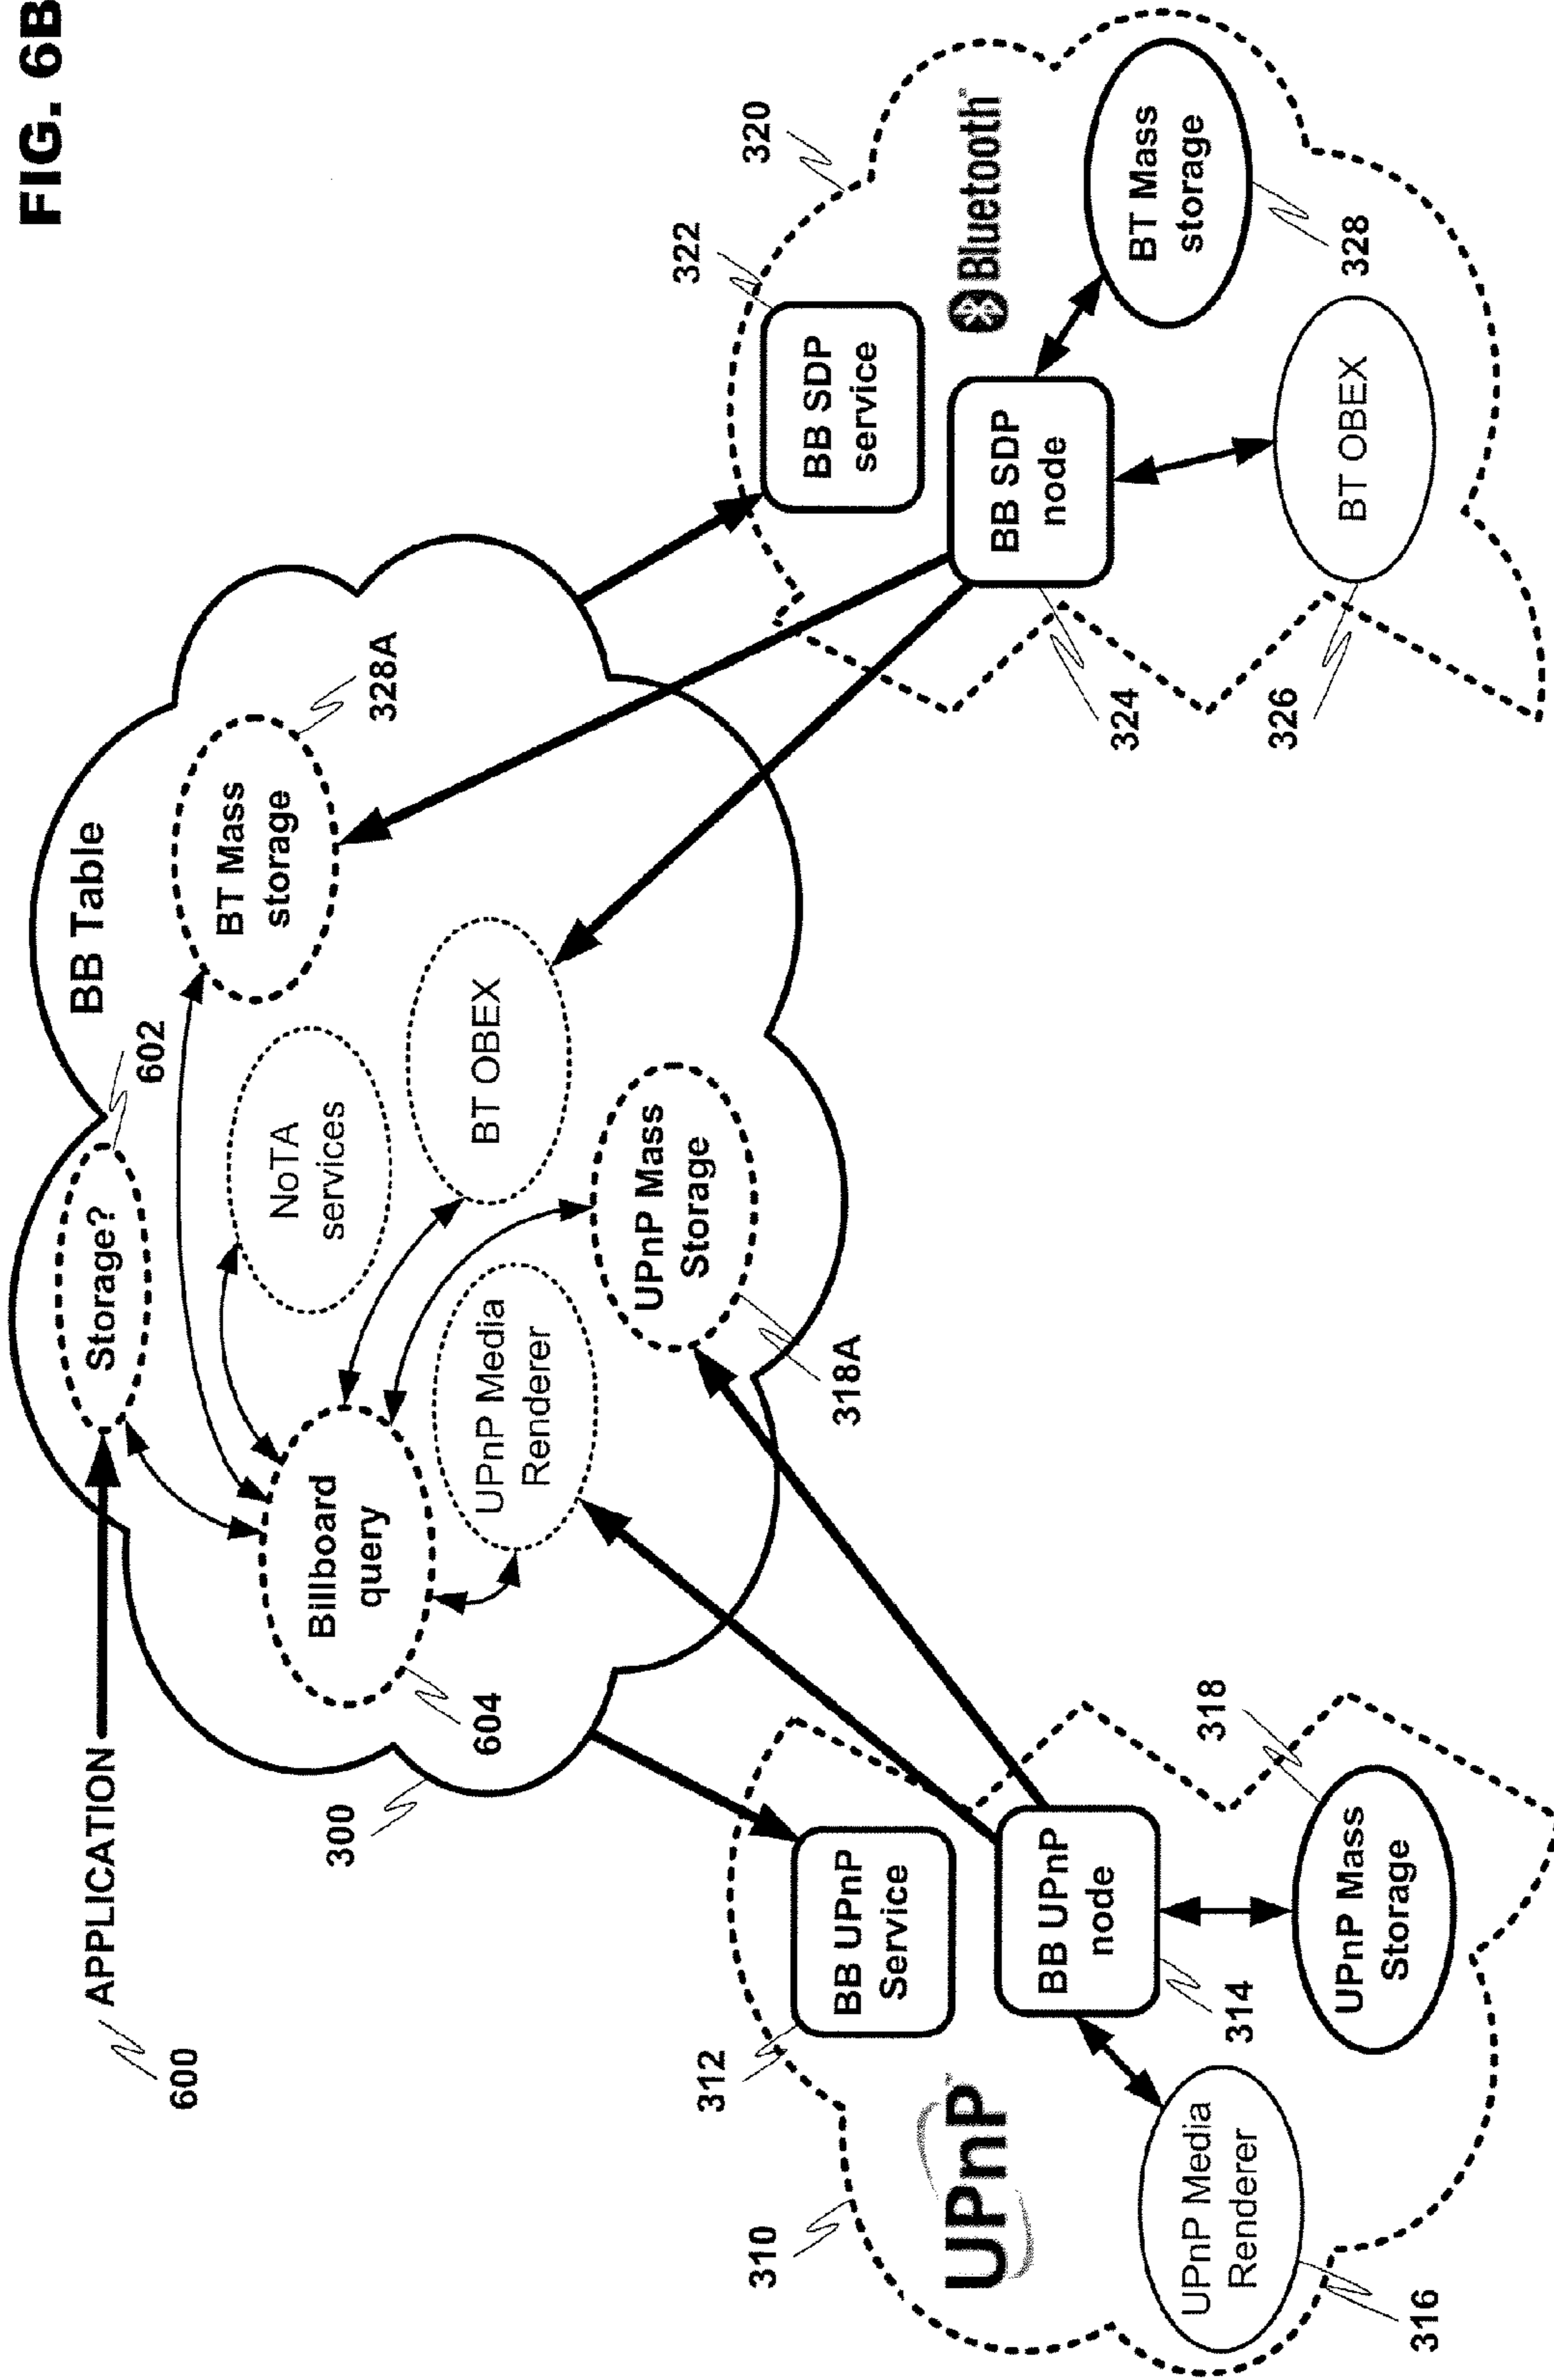 FIG. 6B
600
APPLICATION
Storage?
602
BB Table
BT Mass
storage
328A
NoTA
services
Billboard
query
604
BT OBEX
UPnP Media
Renderer
UPnP Mass
Storage
318A
300
310
UPnP™
312
BB UPnP
Service
BB UPnP
node
314
UPnP Media
Renderer
316
UPnP Mass
Storage
318
320
322
BB SDP
service
Bluetooth™
BB SDP
node
324
BT Mass
storage
328
BT OBEX
326